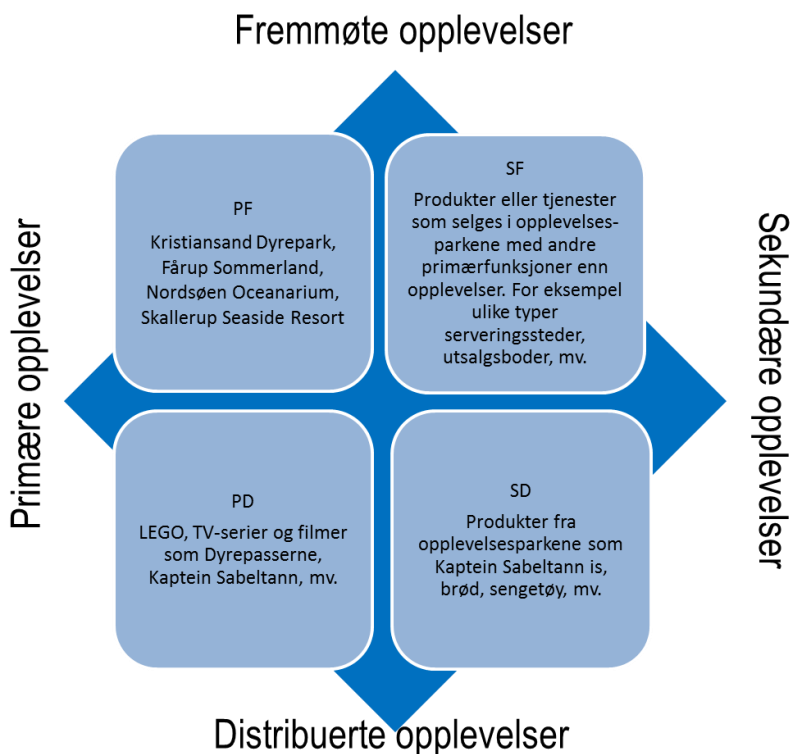 Fremmøte opplevelser
Primære opplevelser
PF
Kristiansand Dyrepark,
Fårup Sommerland,
Nordsøen Oceanarium,
Skallerup Seaside Resort
SF
Produkter eller tjenester
som selges i opplevelses-
parkene med andre
primærfunksjoner enn
opplevelser. For eksempel
ulike typer
serveringssteder,
utsalgsboder, mv.
Sekundære opplevelser
PD
LEGO, TV-serier og filmer
som Dyrepasserne,
Kaptein Sabeltann, mv.
SD
Produkter fra
opplevelsesparkene som
Kaptein Sabeltann is,
brød, sengetøy, mv.
Distribuerte opplevelser